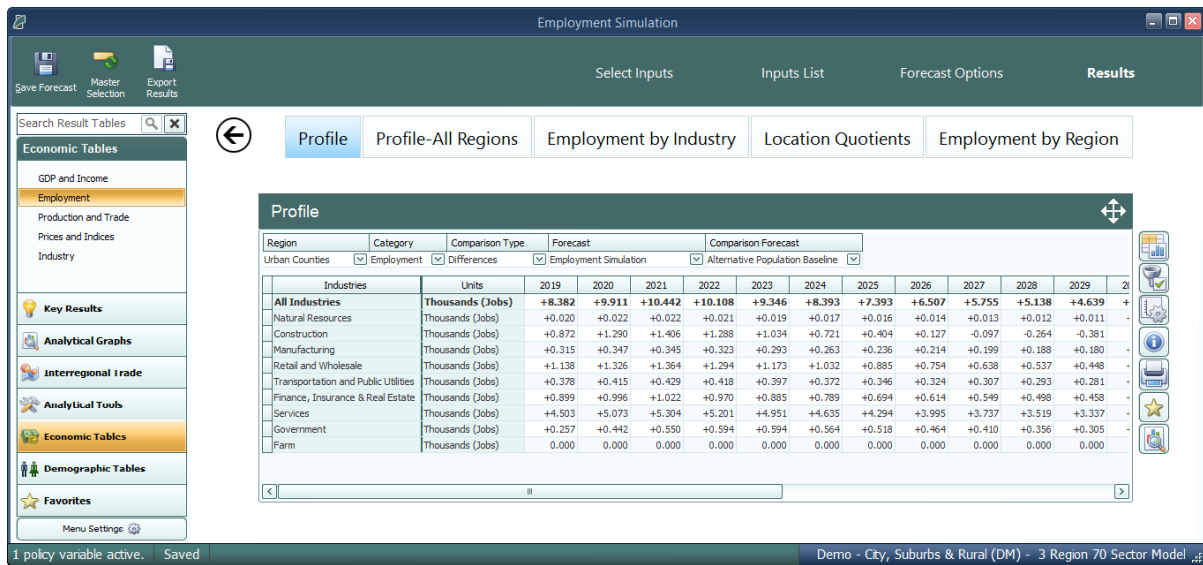 Employment Simulation
Save Forecast
Master Selection
Export Results
Select Inputs Inputs List Forecast Options Results
Search Result Tables
Economic Tables
GDP and Income
Employment
Production and Trade
Prices and Indices
Industry
Key Results
Analytical Graphs
Interregional Trade
Analytical Tools
Economic Tables
Demographic Tables
Favorites
Menu Settings
Profile Profile-All Regions Employment by Industry Location Quotients Employment by Region
Profile
Region Category Comparison Type Forecast Comparison Forecast
Urban Counties Employment Differences Employment Simulation Alternative Population Baseline
Industries Units 2019 2020 2021 2022 2023 2024 2025 2026 2027 2028 2029
All Industries Thousands (Jobs) +8.382 +9.911 +10.442 +10.108 +9.346 +8.393 +7.393 +6.507 +5.755 +5.138 +4.639
Natural Resources Thousands (Jobs) +0.020 +0.022 +0.022 +0.021 +0.019 +0.017 +0.016 +0.014 +0.013 +0.012 +0.011
Construction Thousands (Jobs) +0.872 +1.290 +1.406 +1.288 +1.034 +0.721 +0.404 +0.127 -0.097 -0.264 -0.381
Manufacturing Thousands (Jobs) +0.315 +0.347 +0.345 +0.323 +0.293 +0.263 +0.236 +0.214 +0.199 +0.188 +0.180
Retail and Wholesale Thousands (Jobs) +1.138 +1.326 +1.364 +1.294 +1.173 +1.032 +0.885 +0.754 +0.638 +0.537 +0.448
Transportation and Public Utilities Thousands (Jobs) +0.378 +0.415 +0.429 +0.418 +0.397 +0.372 +0.346 +0.324 +0.307 +0.293 +0.281
Finance, Insurance & Real Estate Thousands (Jobs) +0.899 +0.996 +1.022 +0.970 +0.885 +0.789 +0.694 +0.614 +0.549 +0.498 +0.458
Services Thousands (Jobs) +4.503 +5.073 +5.304 +5.201 +4.951 +4.635 +4.294 +3.995 +3.737 +3.519 +3.337
Government Thousands (Jobs) +0.257 +0.442 +0.550 +0.594 +0.594 +0.564 +0.518 +0.464 +0.410 +0.356 +0.305
Farm Thousands (Jobs) 0.000 0.000 0.000 0.000 0.000 0.000 0.000 0.000 0.000 0.000 0.000
1 policy variable active. Saved
Demo - City, Suburbs & Rural (DM) - 3 Region 70 Sector Model